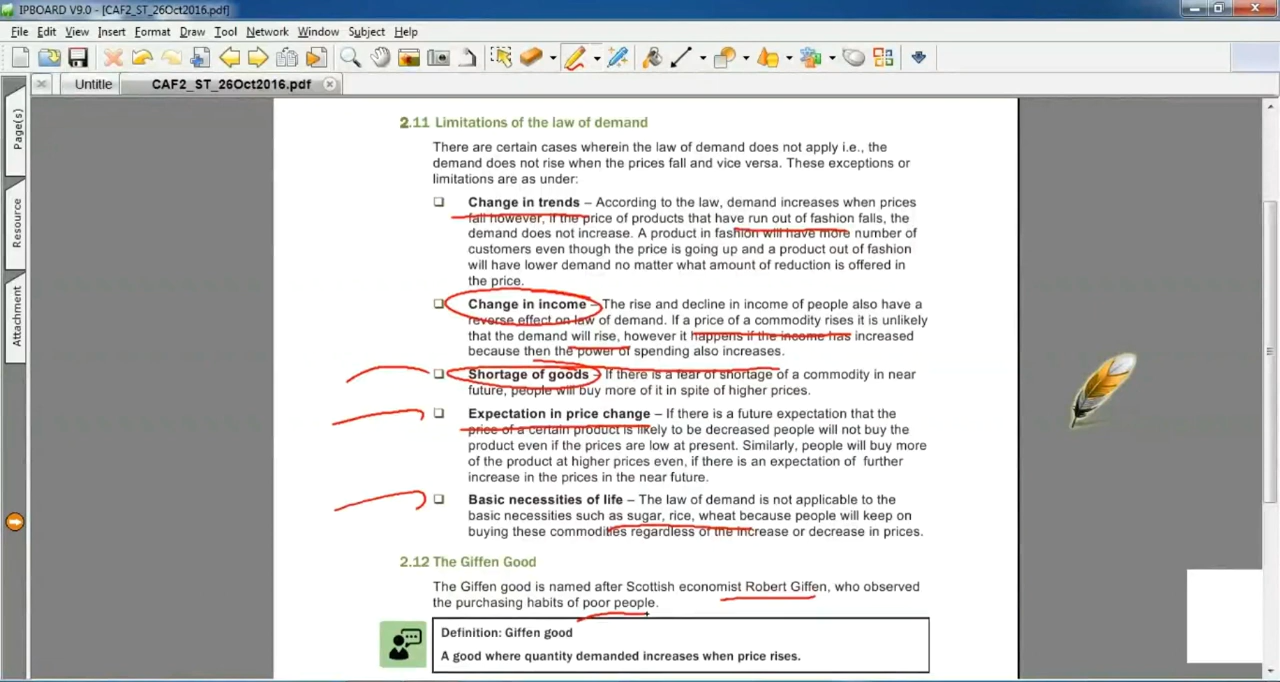 IPBOARD V9.0 - [CAF2_ST_26Oct2016.pdf]
File Edit View Insert Format Draw Tool Network Window Subject Help
Untitle CAF2_ST_26Oct2016.pdf
Page(s)
Resource
Attachment
2.11 Limitations of the law of demand
There are certain cases wherein the law of demand does not apply i.e., the
demand does not rise when the prices fall and vice versa. These exceptions or
limitations are as under:
Change in trends – According to the law, demand increases when prices
fall however, if the price of products that have run out of fashion falls, the
demand does not increase. A product in fashion will have more number of
customers even though the price is going up and a product out of fashion
will have lower demand no matter what amount of reduction is offered in
the price.
Change in income – The rise and decline in income of people also have a
reverse effect on law of demand. If a price of a commodity rises it is unlikely
that the demand will rise, however it happens if the income has increased
because then the power of spending also increases.
Shortage of goods – If there is a fear of shortage of a commodity in near
future, people will buy more of it in spite of higher prices.
Expectation in price change – If there is a future expectation that the
price of a certain product is likely to be decreased people will not buy the
product even if the prices are low at present. Similarly, people will buy more
of the product at higher prices even, if there is an expectation of further
increase in the prices in the near future.
Basic necessities of life – The law of demand is not applicable to the
basic necessities such as sugar, rice, wheat because people will keep on
buying these commodities regardless of the increase or decrease in prices.
2.12 The Giffen Good
The Giffen good is named after Scottish economist Robert Giffen, who observed
the purchasing habits of poor people.
Definition: Giffen good
A good where quantity demanded increases when price rises.